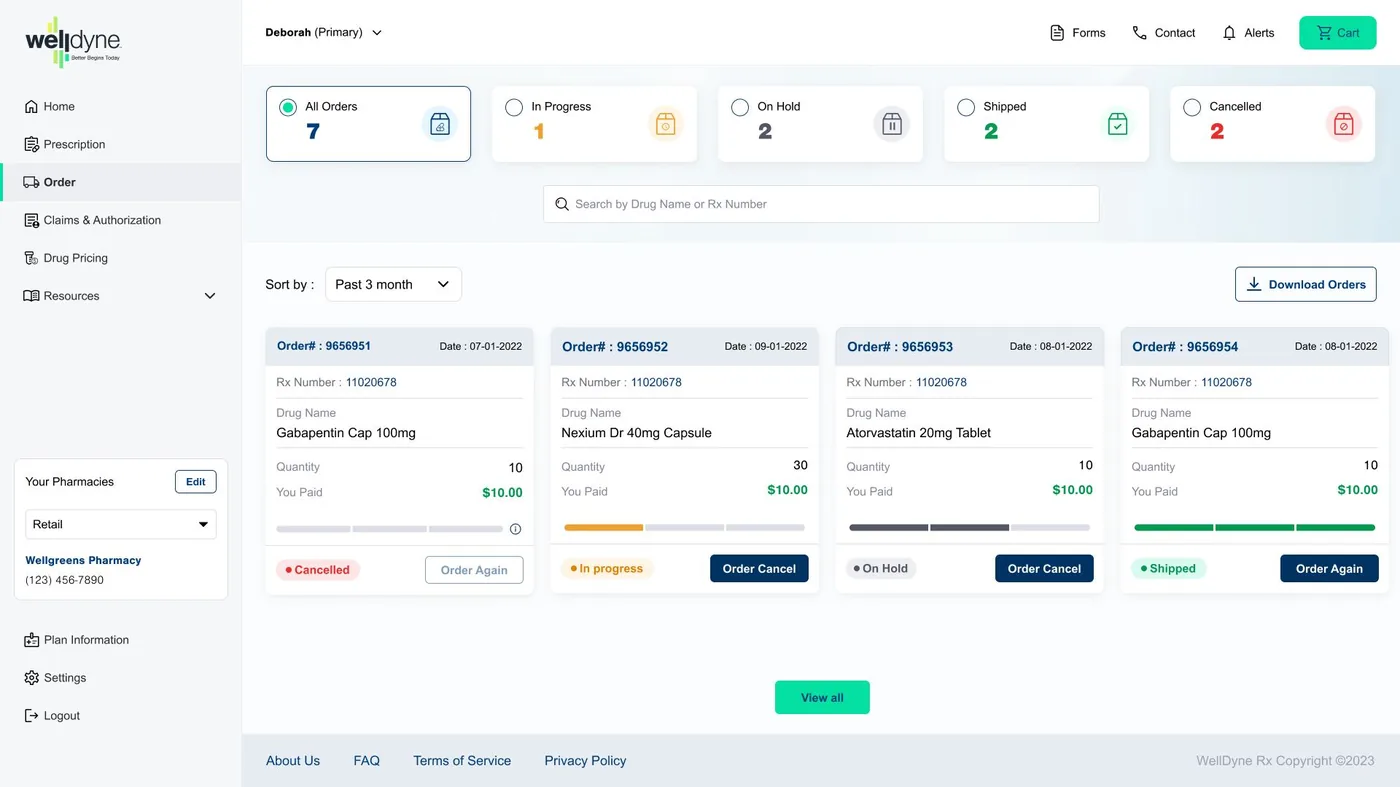 welldyne.
Better Begins Today
Home
Prescription
Order
Claims & Authorization
Drug Pricing
Resources
Your Pharmacies
Edit
Retail
Wellgreens Pharmacy
(123) 456-7890
Plan Information
Settings
Logout
Deborah (Primary)
Forms
Contact
Alerts
Cart
All Orders
7
In Progress
1
On Hold
2
Shipped
2
Cancelled
2
Search by Drug Name or Rx Number
Sort by :
Past 3 month
Download Orders
Order# : 9656951
Date : 07-01-2022
Rx Number : 11020678
Drug Name
Gabapentin Cap 100mg
Quantity
10
You Paid
$10.00
Cancelled
Order Again
Order# : 9656952
Date : 09-01-2022
Rx Number : 11020678
Drug Name
Nexium Dr 40mg Capsule
Quantity
30
You Paid
$10.00
In progress
Order Cancel
Order# : 9656953
Date : 08-01-2022
Rx Number : 11020678
Drug Name
Atorvastatin 20mg Tablet
Quantity
10
You Paid
$10.00
On Hold
Order Cancel
Order# : 9656954
Date : 08-01-2022
Rx Number : 11020678
Drug Name
Gabapentin Cap 100mg
Quantity
10
You Paid
$10.00
Shipped
Order Again
View all
About Us
FAQ
Terms of Service
Privacy Policy
WellDyne Rx Copyright ©2023